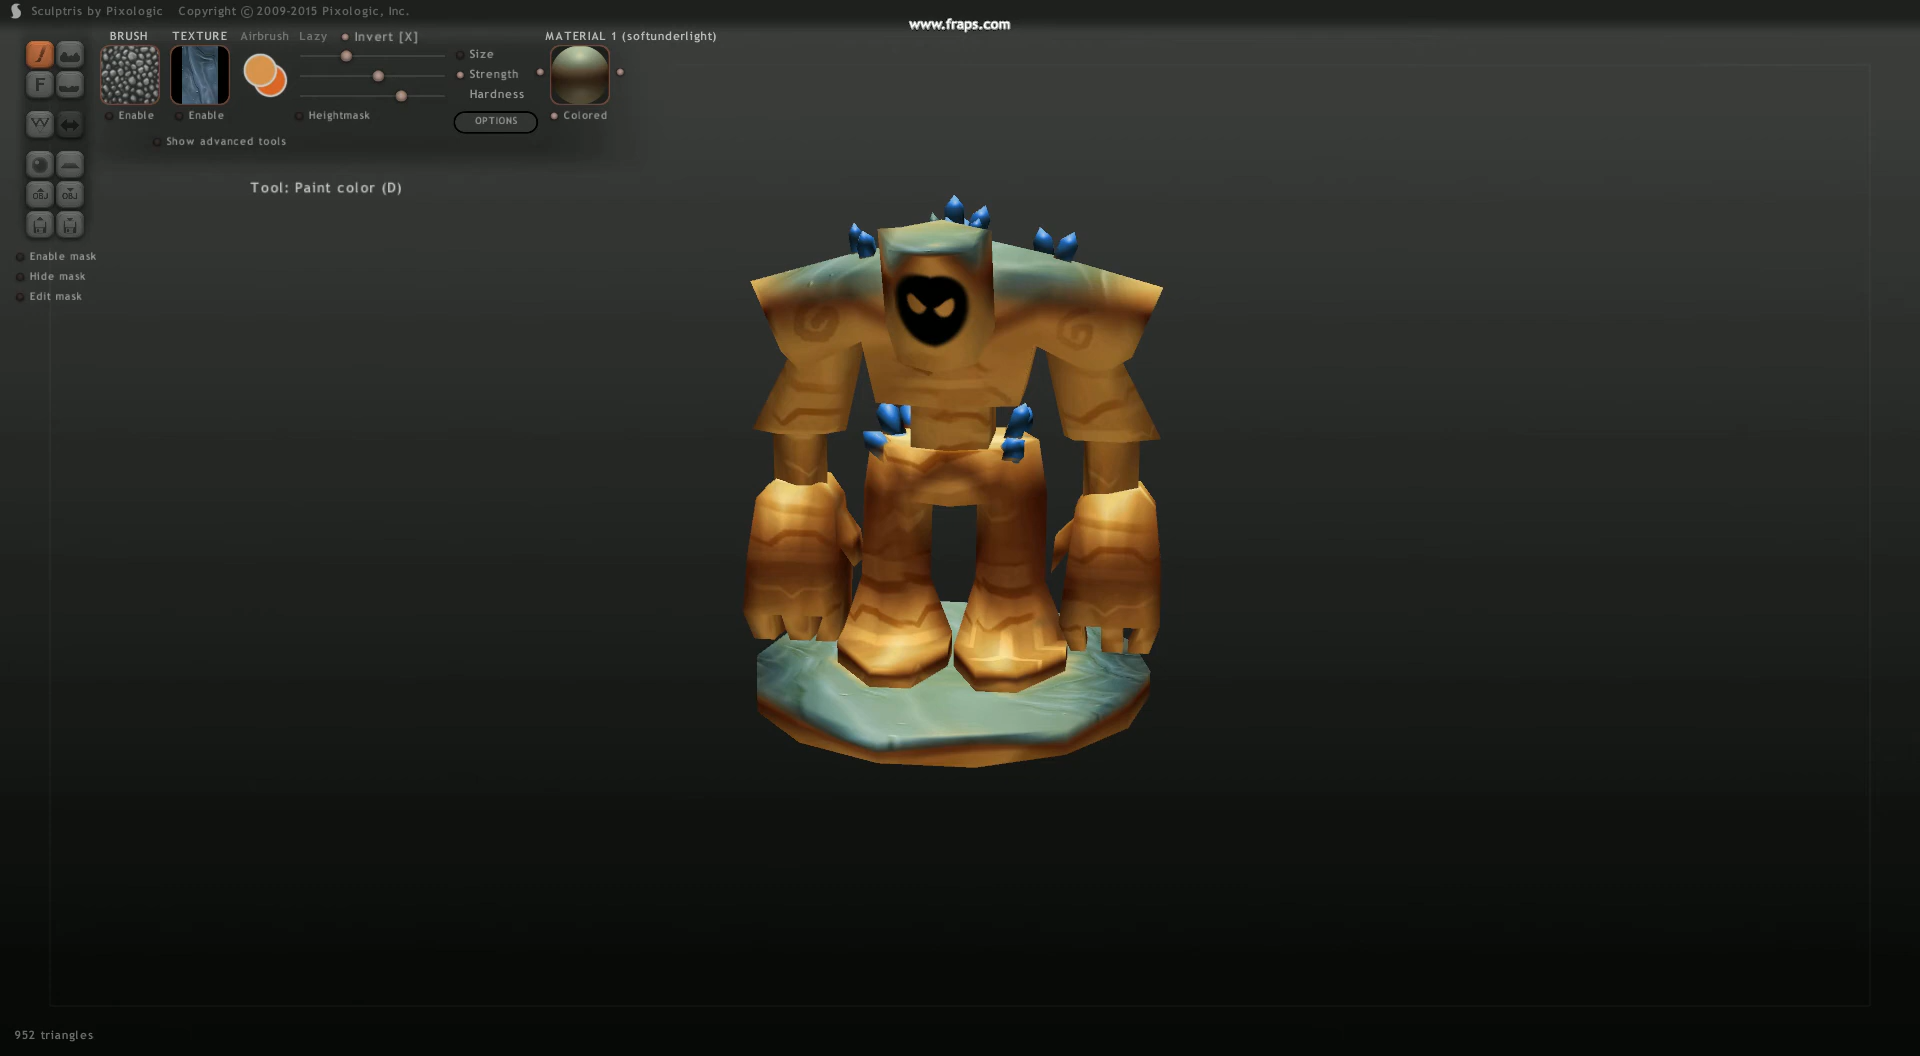 Sculptris by Pixologic Copyright © 2009-2015 Pixologic, Inc.
www.fraps.com
BRUSH TEXTURE Airbrush Lazy Invert [X] MATERIAL 1 (softunderlight)
Size
Strength
Hardness
F
Enable Enable Heightmask OPTIONS Colored
Show advanced tools
Tool: Paint color (D)
OBJ OBJ
Enable mask
Hide mask
Edit mask
952 triangles